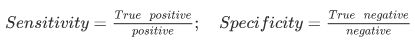 Sensitivity = True positive / positive; Specificity = True negative / negative